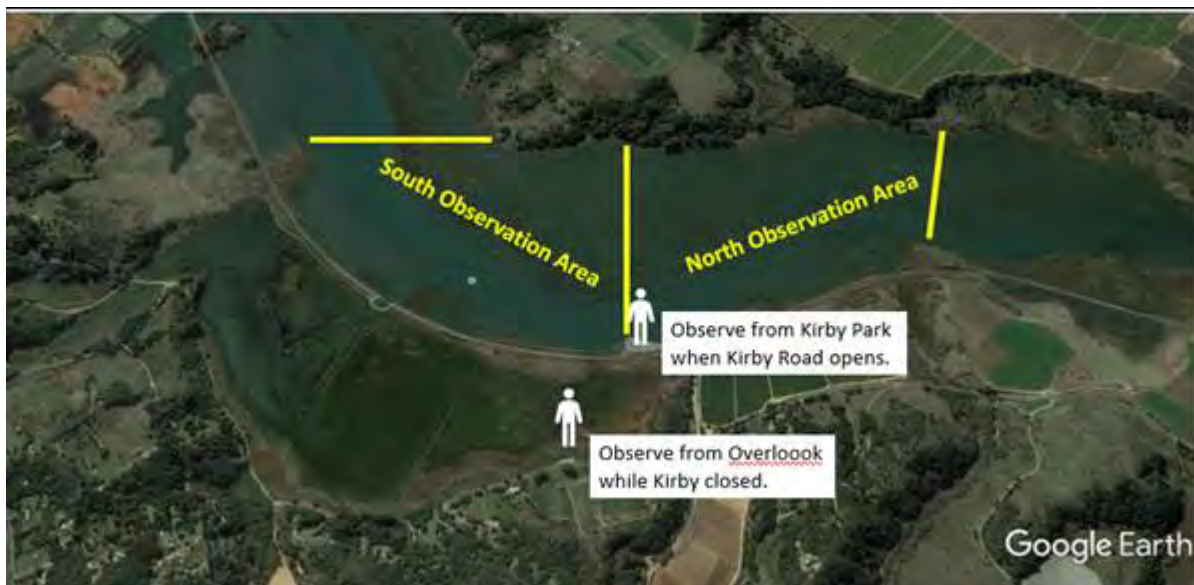 South Observation Area
North Observation Area
Observe from Kirby Park
when Kirby Road opens.
Observe from Overloook
while Kirby closed.
Google Earth